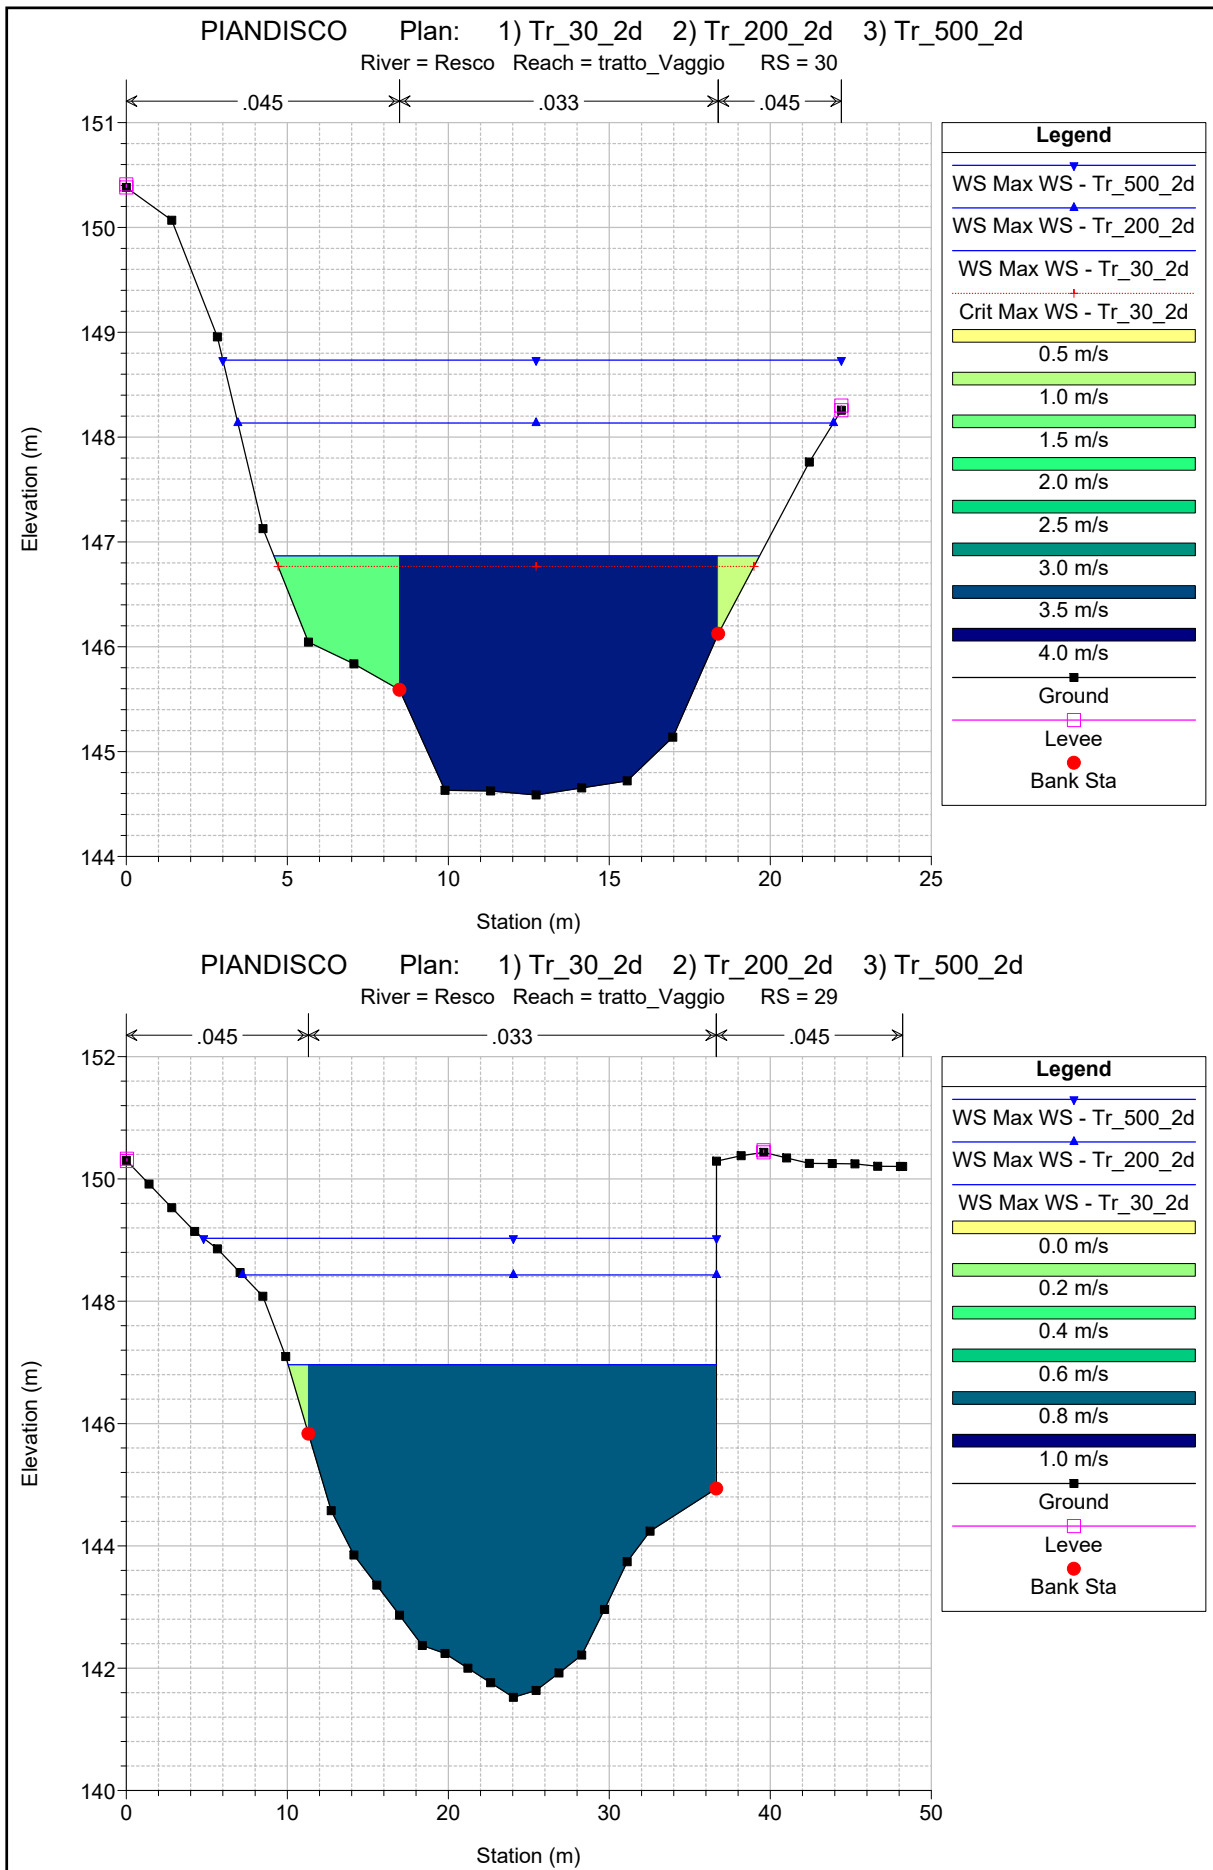 PIANDISCO Plan: 1) Tr_30_2d 2) Tr_200_2d 3) Tr_500_2d
River = Resco Reach = tratto_Vaggio RS = 30
.045 .033 .045
151
150
149
148
147
146
145
144
Elevation (m)
0 5 10 15 20 25
Station (m)
Legend
WS Max WS - Tr_500_2d
WS Max WS - Tr_200_2d
WS Max WS - Tr_30_2d
Crit Max WS - Tr_30_2d
0.5 m/s
1.0 m/s
1.5 m/s
2.0 m/s
2.5 m/s
3.0 m/s
3.5 m/s
4.0 m/s
Ground
Levee
Bank Sta
PIANDISCO Plan: 1) Tr_30_2d 2) Tr_200_2d 3) Tr_500_2d
River = Resco Reach = tratto_Vaggio RS = 29
.045 .033 .045
152
150
148
146
144
142
140
Elevation (m)
0 10 20 30 40 50
Station (m)
Legend
WS Max WS - Tr_500_2d
WS Max WS - Tr_200_2d
WS Max WS - Tr_30_2d
0.0 m/s
0.2 m/s
0.4 m/s
0.6 m/s
0.8 m/s
1.0 m/s
Ground
Levee
Bank Sta